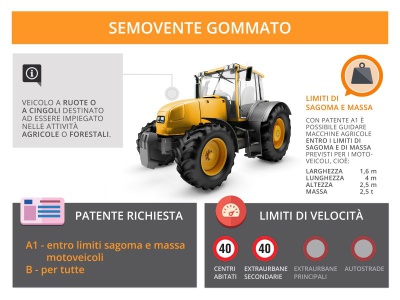 SEMOVENTE GOMMATO
VEICOLO A RUOTE O
A CINGOLI DESTINATO
AD ESSERE IMPIEGATO
NELLE ATTIVITÀ
AGRICOLE O FORESTALI.
LIMITI DI
SAGOMA E MASSA
CON PATENTE A1 È
POSSIBILE GUIDARE
MACCHINE AGRICOLE
ENTRO I LIMITI DI
SAGOMA E DI MASSA
PREVISTI PER I MOTO-
VEICOLI, CIOÈ:
LARGHEZZA 1,6 m
LUNGHEZZA 4 m
ALTEZZA 2,5 m
MASSA 2,5 t
PATENTE RICHIESTA
A1 - entro limiti sagoma e massa
motoveicoli
B - per tutte
LIMITI DI VELOCITÀ
40 40
CENTRI ABITATI
EXTRAURBANE SECONDARIE
EXTRAURBANE PRINCIPALI
AUTOSTRADE